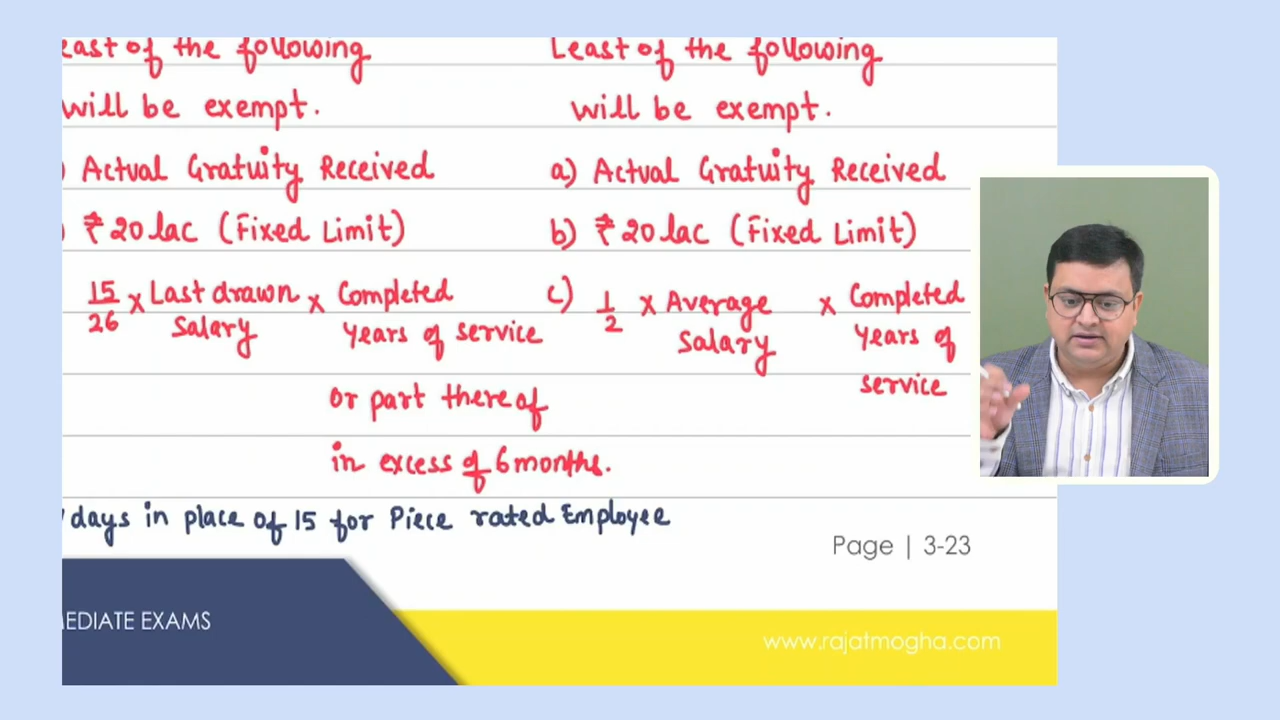 east of the following
will be exempt.
) Actual Gratuity Received
) ₹ 20 lac (Fixed Limit)
15/26 x Last drawn salary x Completed years of service
or part there of
in excess of 6 months.
days in place of 15 for Piece rated Employee
Least of the following
will be exempt.
a) Actual Gratuity Received
b) ₹ 20 lac (Fixed Limit)
c) 1/2 x Average salary x Completed years of service
Page | 3-23
MEDIATE EXAMS
www.rajatmogha.com